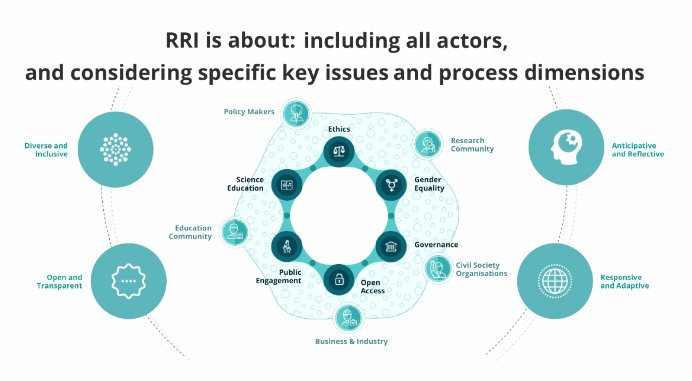 RRI is about: including all actors,
and considering specific key issues and process dimensions
Policy Makers
Ethics
Diverse and
Inclusive
Research
Community
Anticipative
and Reflective
Science
Education
Gender
Equality
Education
Community
Governance
Public
Engagement
Open
Access
Civil Society
Organisations
Open and
Transparent
Responsive
and Adaptive
Business & Industry